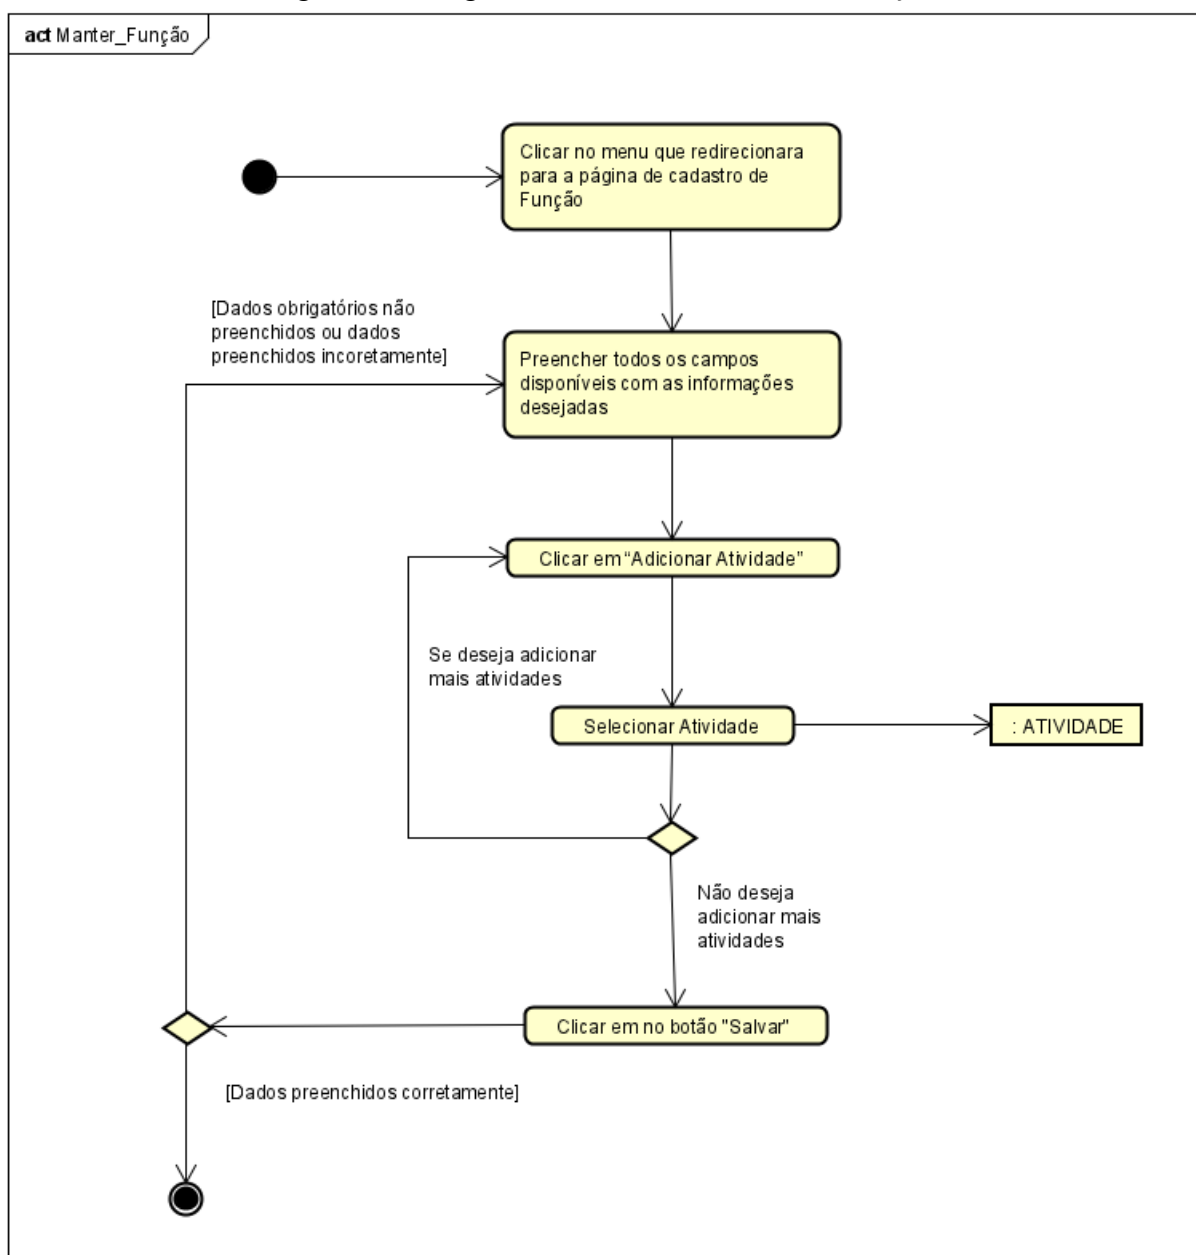 act Manter_Função
Clicar no menu que redirecionara
para a página de cadastro de
Função
[Dados obrigatórios não
preenchidos ou dados
preenchidos incoretamente]
Preencher todos os campos
disponíveis com as informações
desejadas
Clicar em “Adicionar Atividade”
Se deseja adicionar
mais atividades
Selecionar Atividade
: ATIVIDADE
Não deseja
adicionar mais
atividades
Clicar em no botão "Salvar"
[Dados preenchidos corretamente]